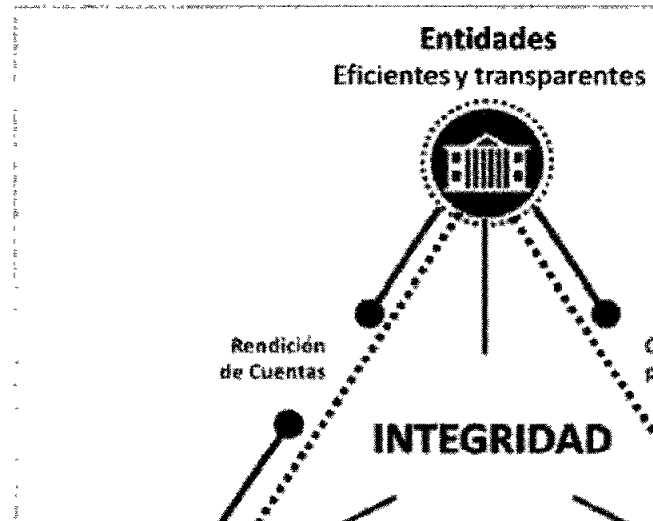 Entidades
Eficientes y transparentes
Rendición
de Cuentas
INTEGRIDAD